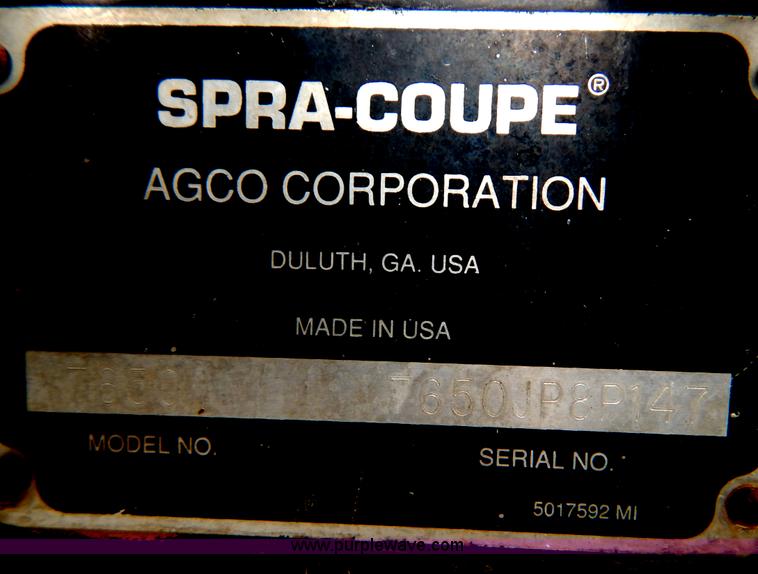 SPRA-COUPE®
AGCO CORPORATION
DULUTH, GA. USA
MADE IN USA
7650 7650JP8P147
MODEL NO. SERIAL NO.
5017592 MI
www.purplewave.com